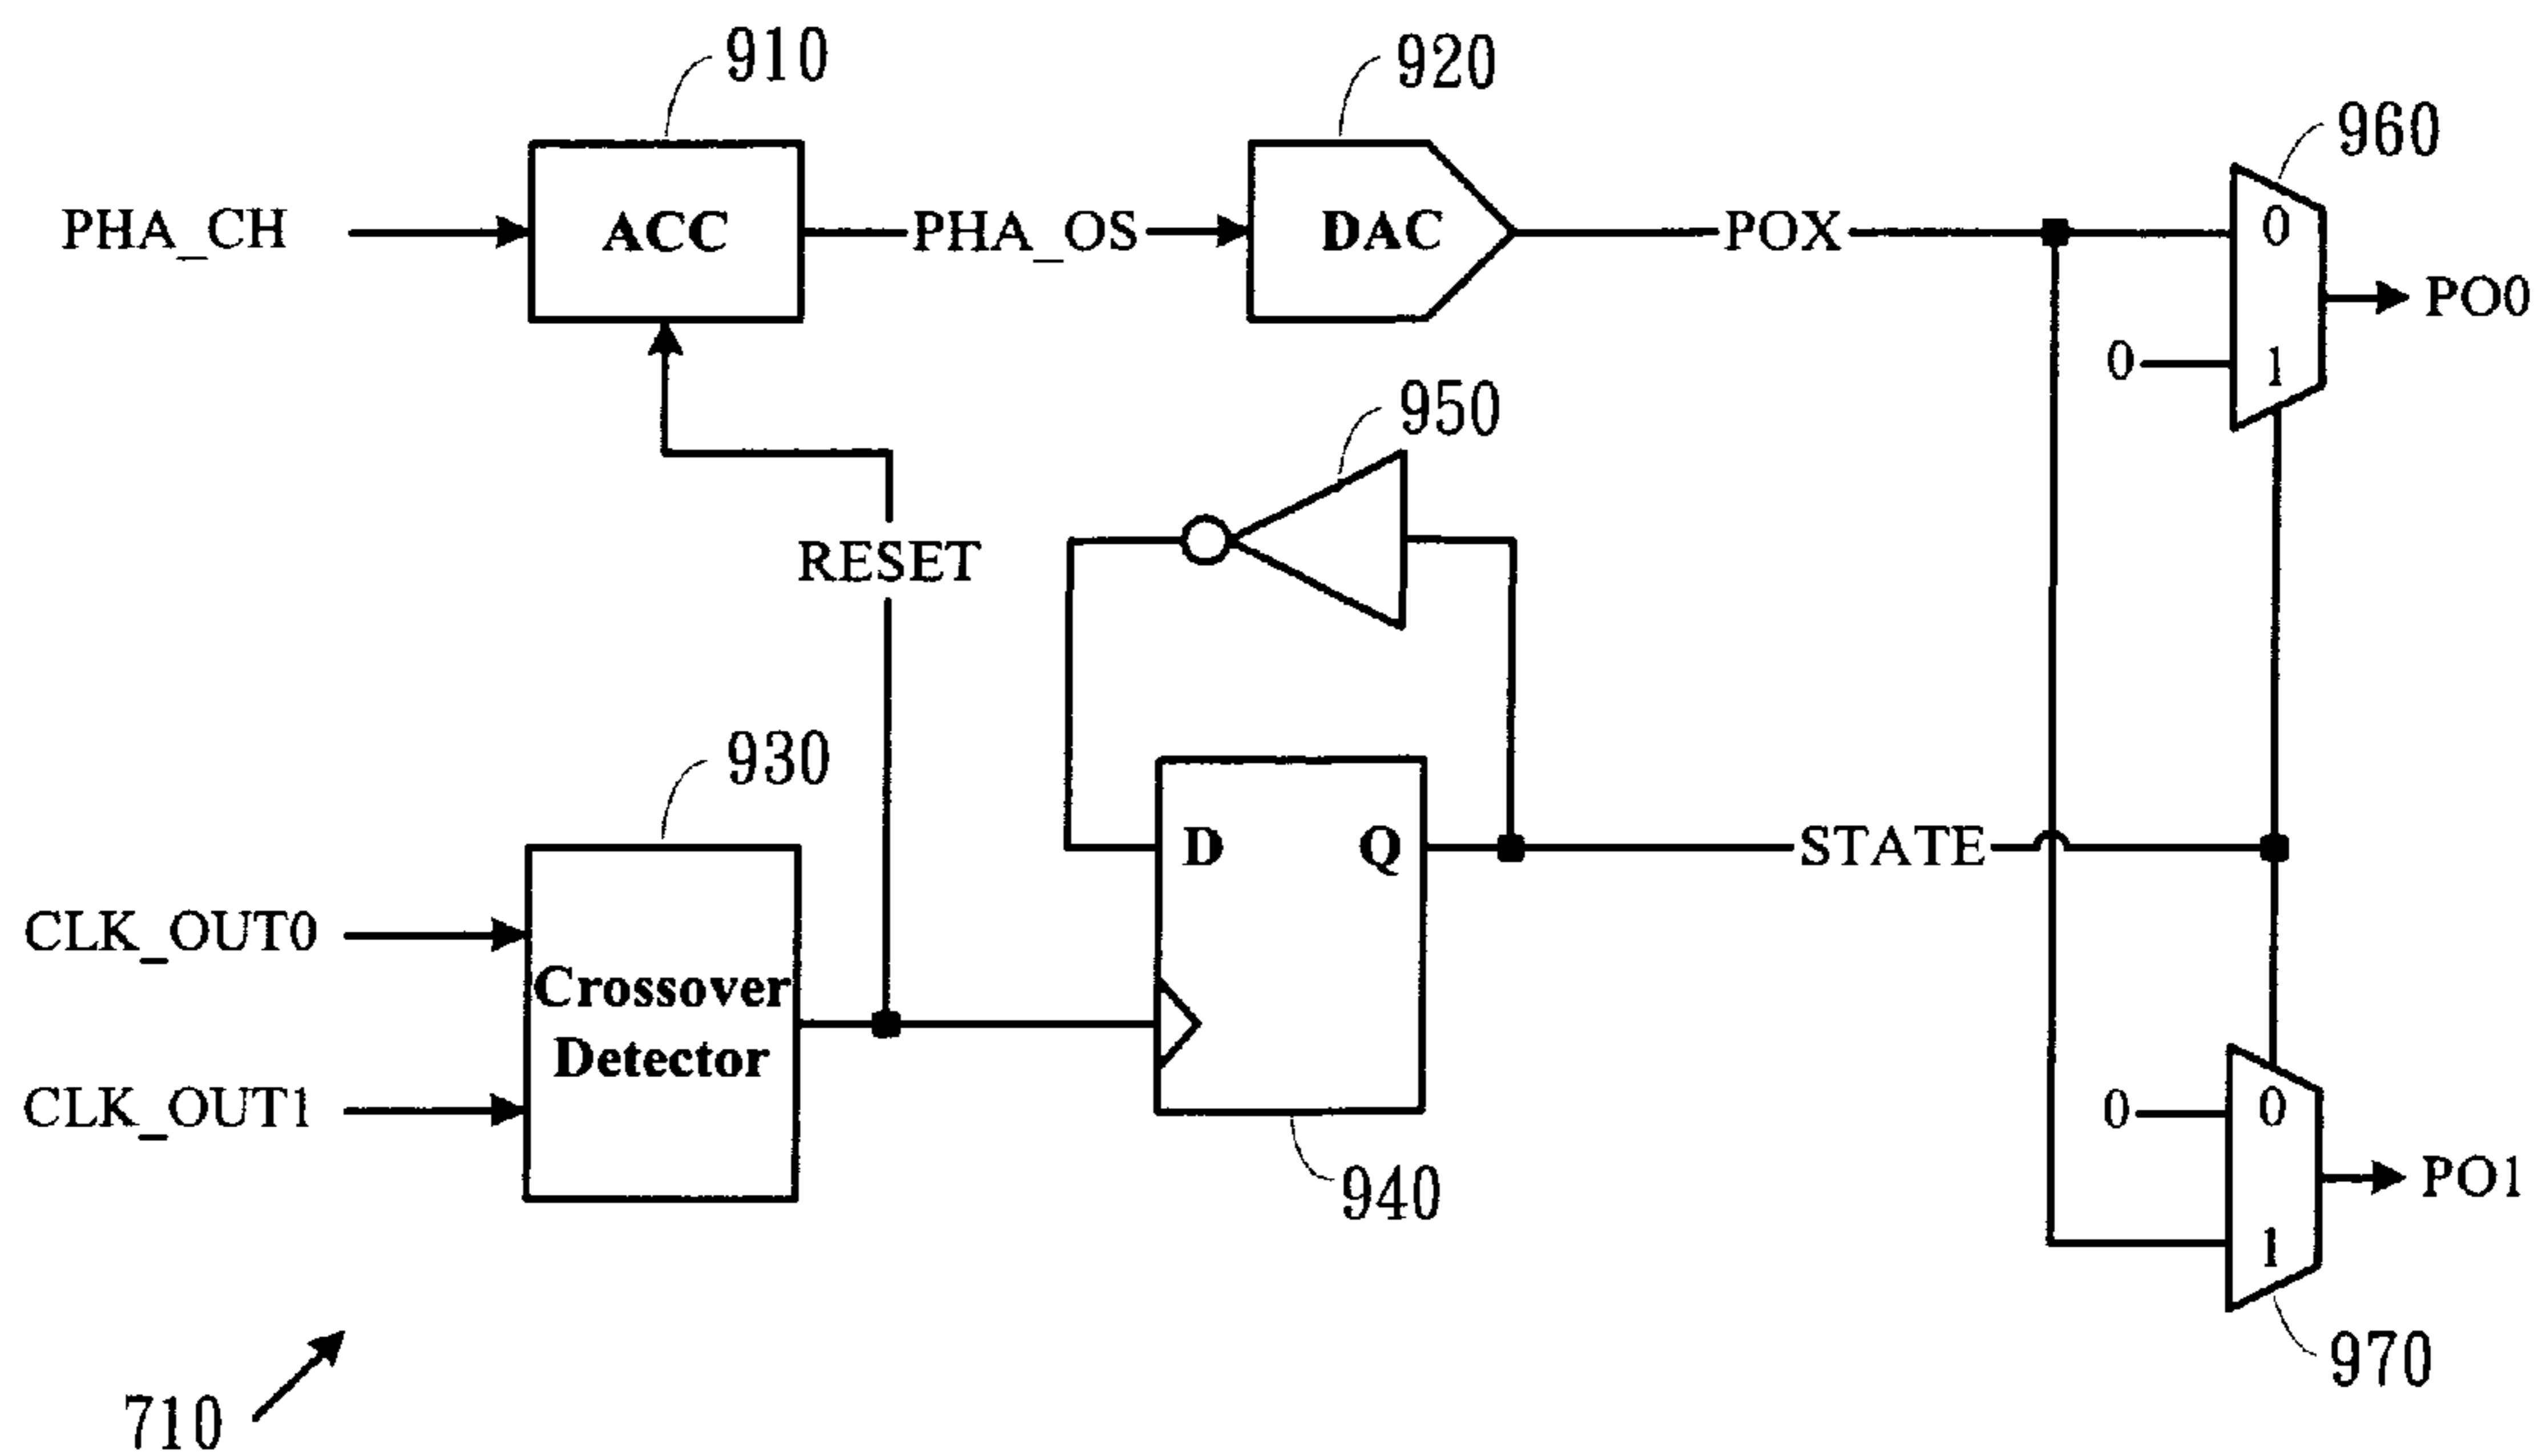 910
920
960
PHA_CH
ACC
PHA_OS
DAC
POX
0
PO0
0
1
950
RESET
930
D
Q
STATE
CLK_OUT0
Crossover
Detector
CLK_OUT1
0
0
PO1
940
1
970
710